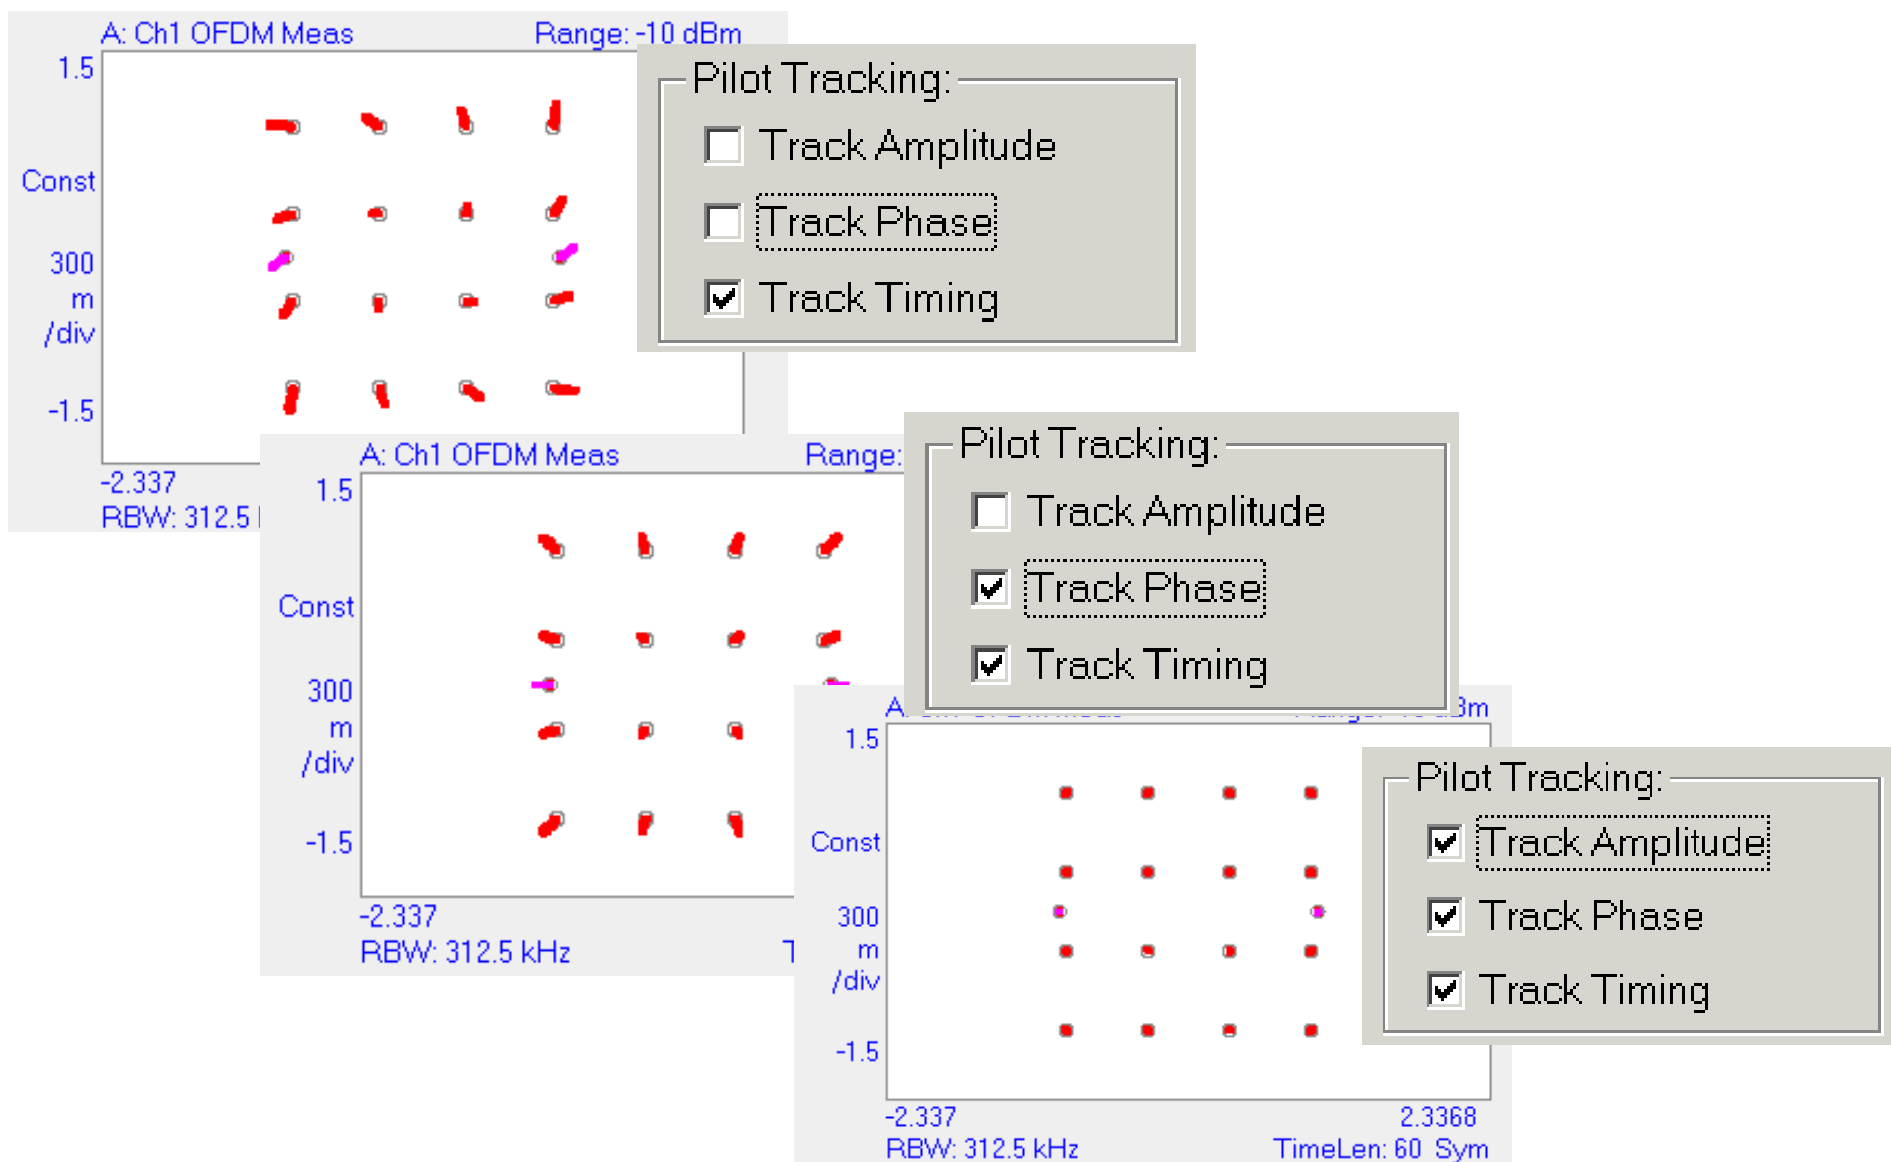 A: Ch1 OFDM Meas Range: -10 dBm
1.5
Const
300
m
/div
-1.5
-2.337
RBW: 312.5
Pilot Tracking:
Track Amplitude
Track Phase
Track Timing
A: Ch1 OFDM Meas Range:
1.5
Const
300
m
/div
-1.5
-2.337
RBW: 312.5 kHz T
Pilot Tracking:
Track Amplitude
Track Phase
Track Timing
1.5
Const
300
m
/div
-1.5
-2.337 2.3368
RBW: 312.5 kHz TimeLen: 60 Sym
Pilot Tracking:
Track Amplitude
Track Phase
Track Timing